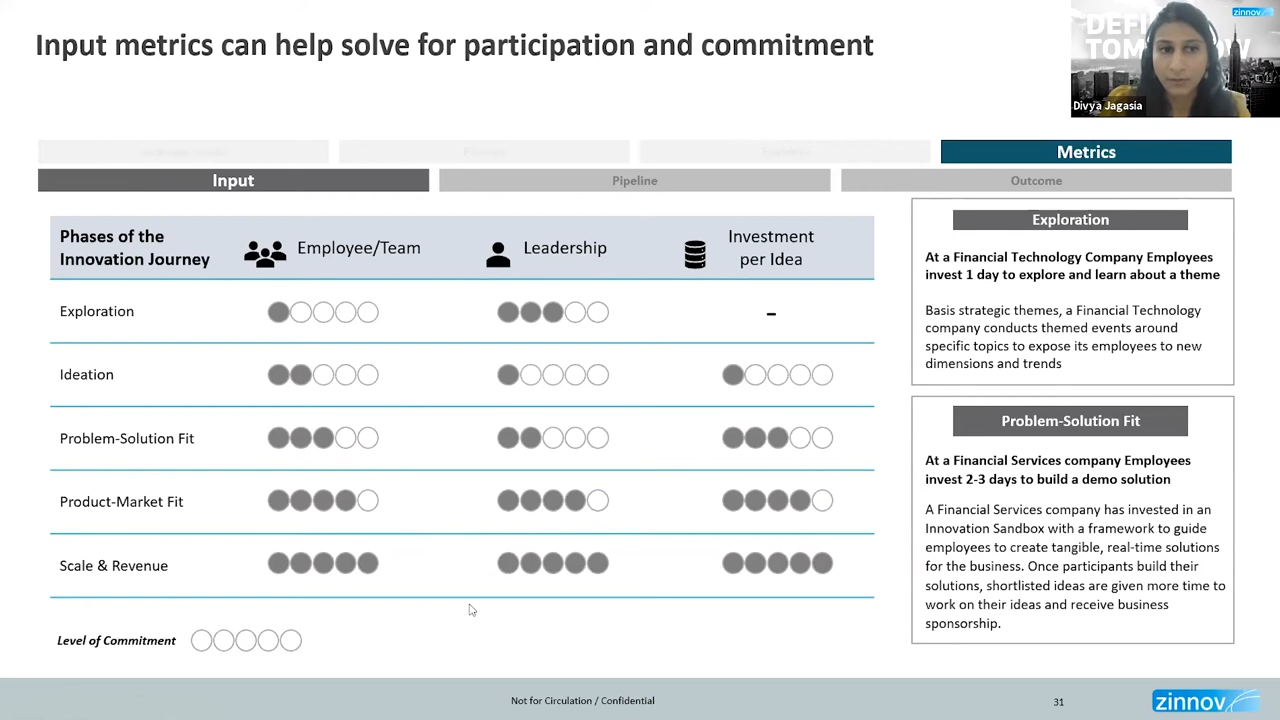 Input metrics can help solve for participation and commitment
zinnov
DEFI
TOM OW
Divya Jagasia
Metrics
Input
Pipeline
Outcome
Phases of the
Innovation Journey
Employee/Team
Leadership
Investment
per Idea
Exploration
-
Ideation
Problem-Solution Fit
Product-Market Fit
Scale & Revenue
Level of Commitment
Exploration
At a Financial Technology Company Employees
invest 1 day to explore and learn about a theme
Basis strategic themes, a Financial Technology
company conducts themed events around
specific topics to expose its employees to new
dimensions and trends
Problem-Solution Fit
At a Financial Services company Employees
invest 2-3 days to build a demo solution
A Financial Services company has invested in an
Innovation Sandbox with a framework to guide
employees to create tangible, real-time solutions
for the business. Once participants build their
solutions, shortlisted ideas are given more time to
work on their ideas and receive business
sponsorship.
Not for Circulation / Confidential
31
zinnov